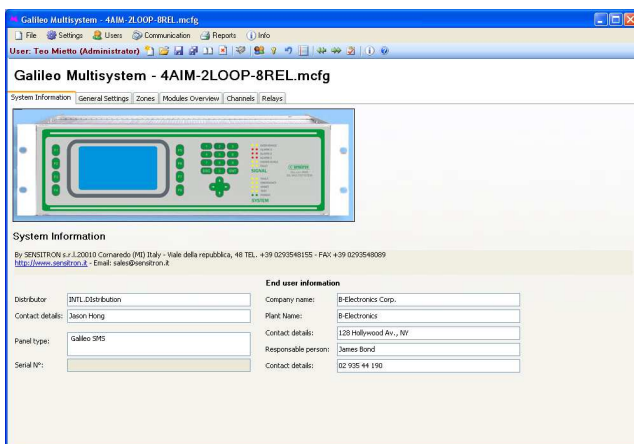 Galileo Multisystem - 4AIM-2LOOP-8REL.mcfg
File Settings Users Communication Reports Info
User: Teo Mietto (Administrator)
Galileo Multisystem - 4AIM-2LOOP-8REL.mcfg
System Information General Settings Zones Modules Overview Channels Relays
SIGNAL
SYSTEM
System Information
By SENSITRON s.r.l.20010 Cornaredo (MI) Italy - Viale della repubblica, 48 TEL. +39 0293548155 - FAX +39 0293548089
http://www.sensitron.it - Email: sales@sensitron.it
End user information
Distributor INTL.DIstribution Company name: B-Electronics Corp.
Contact details: Jason Hong Plant Name: B-Electronics
Contact details: 128 Hollywood Av., NY
Panel type: Galileo SMS
Responsable person: James Bond
Serial N°: Contact details: 02 935 44 190